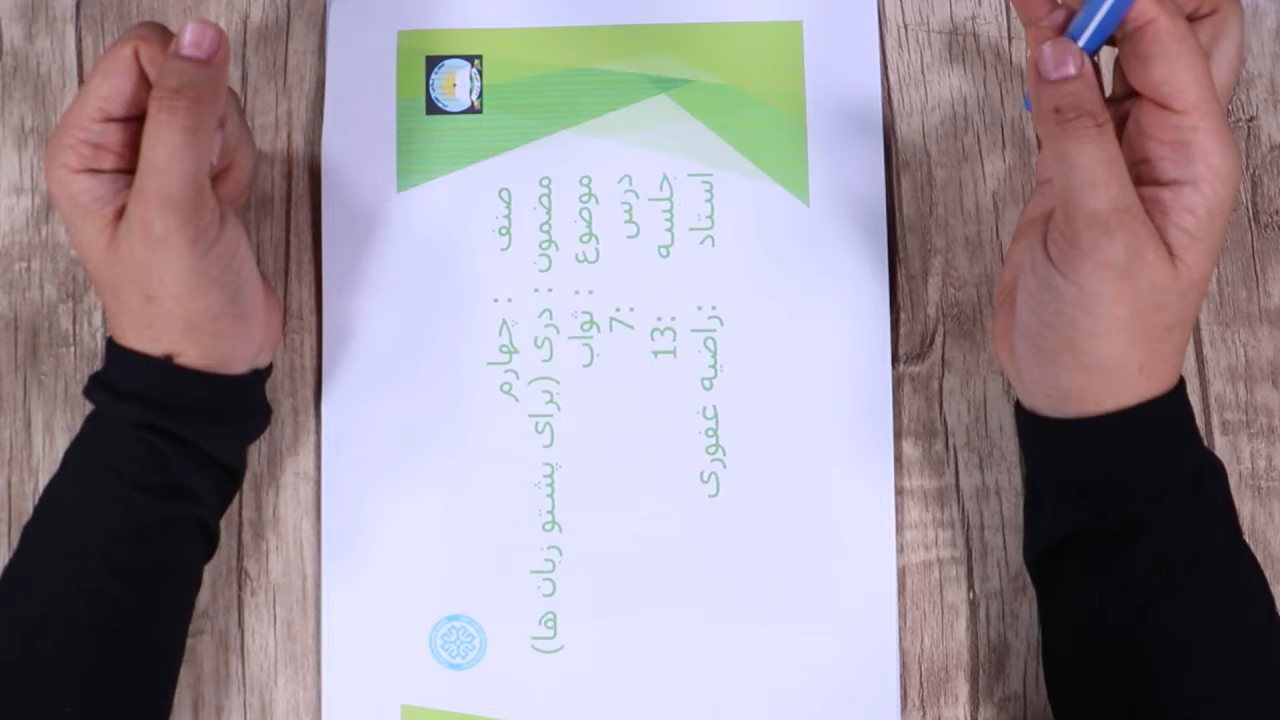 صنف : چهارم
مضمون : دری (برای پشتو زبان ها)
موضوع : ثواب
درس 7:
جلسه 13:
استاد :راضیه غفوری